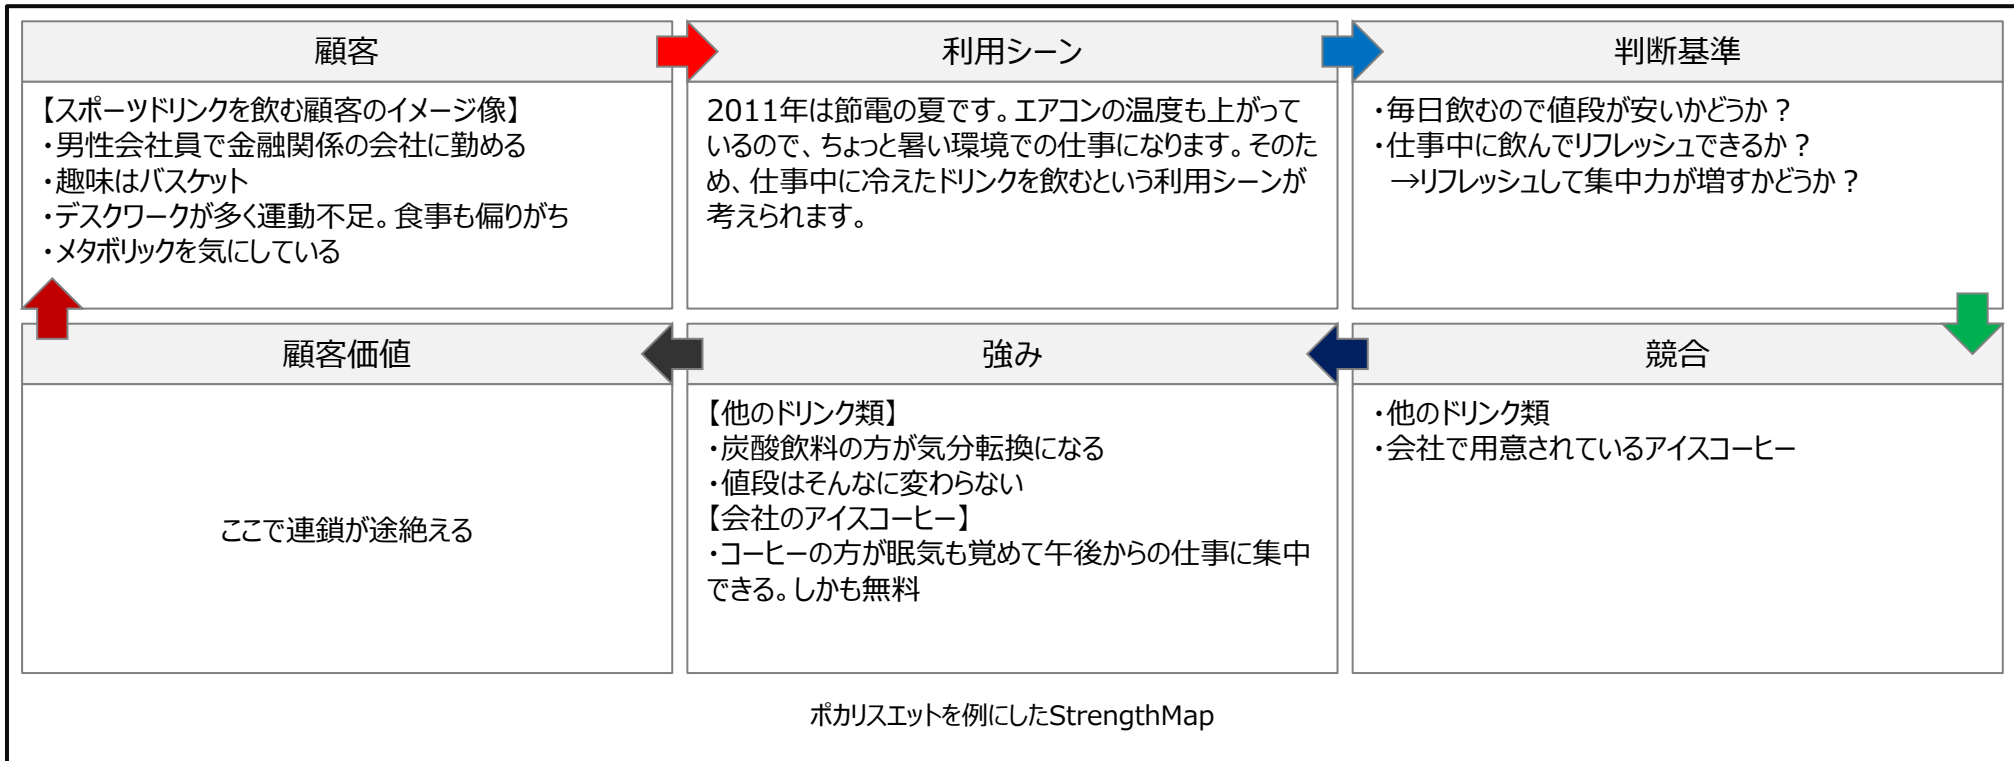 顧客
利用シーン
判断基準
【スポーツドリンクを飲む顧客のイメージ像】
・男性会社員で金融関係の会社に勤める
・趣味はバスケット
・デスクワークが多く運動不足。食事も偏りがち
・メタボリックを気にしている
2011年は節電の夏です。エアコンの温度も上がって
いるので、ちょっと暑い環境での仕事になります。そのた
め、仕事中に冷えたドリンクを飲むという利用シーンが
考えられます。
・毎日飲むので値段が安いかどうか？
・仕事中に飲んでリフレッシュできるか？
→リフレッシュして集中力が増すかどうか？
顧客価値
強み
競合
ここで連鎖が途絶える
【他のドリンク類】
・炭酸飲料の方が気分転換になる
・値段はそんなに変わらない
【会社のアイスコーヒー】
・コーヒーの方が眠気も覚めて午後からの仕事に集中
できる。しかも無料
・他のドリンク類
・会社で用意されているアイスコーヒー
ポカリスエットを例にしたStrengthMap